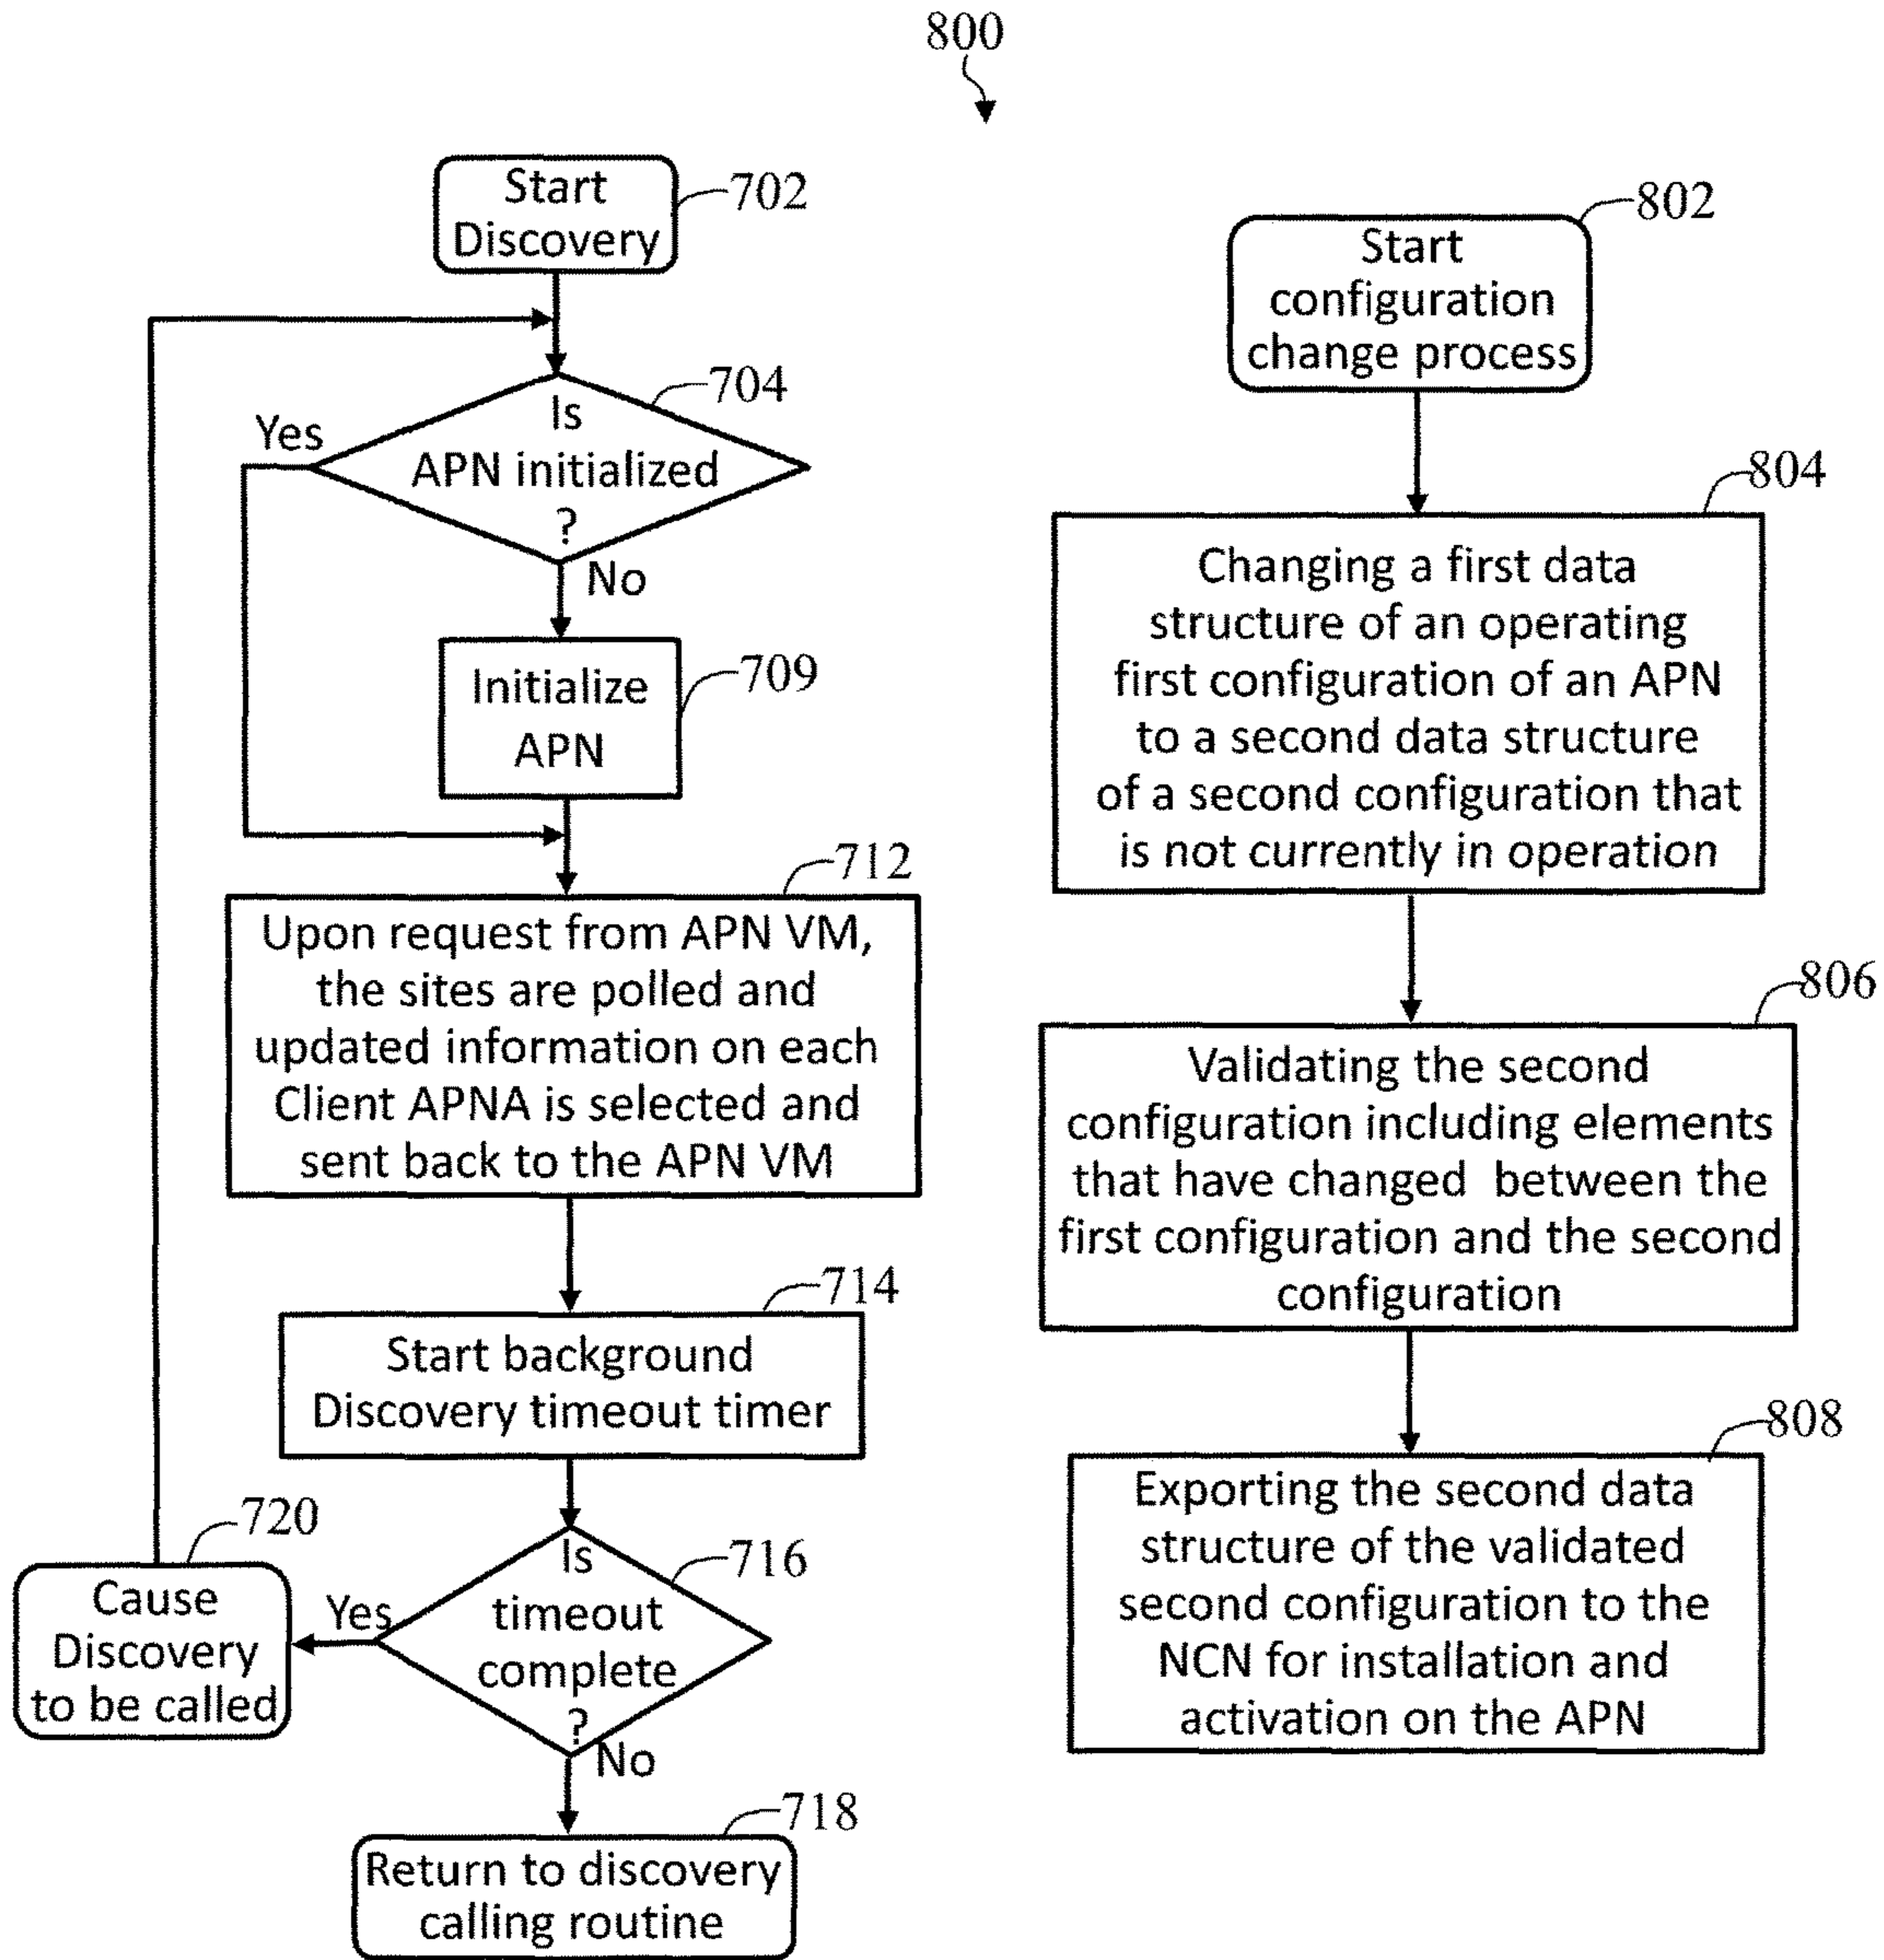 800
Start
Discovery
702
704
Yes
Is
APN initialized
?
No
Initialize
APN
709
712
Upon request from APN VM,
the sites are polled and
updated information on each
Client APNA is selected and
sent back to the APN VM
714
Start background
Discovery timeout timer
720
Cause
Discovery
to be called
Yes
Is
timeout
complete
?
716
No
718
Return to discovery
calling routine
802
Start
configuration
change process
804
Changing a first data
structure of an operating
first configuration of an APN
to a second data structure
of a second configuration that
is not currently in operation
806
Validating the second
configuration including elements
that have changed between the
first configuration and the second
configuration
808
Exporting the second data
structure of the validated
second configuration to the
NCN for installation and
activation on the APN